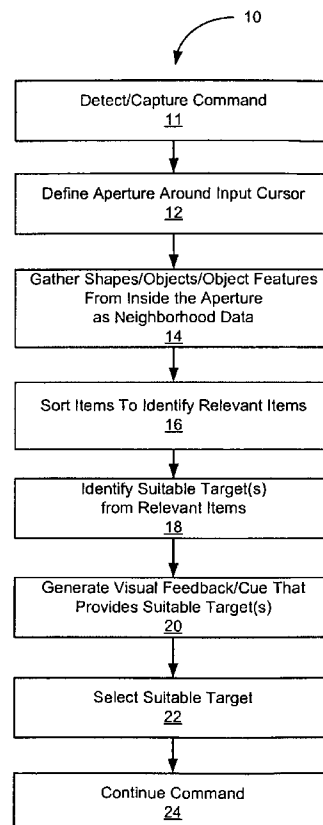 10
Detect/Capture Command
11
Define Aperture Around Input Cursor
12
Gather Shapes/Objects/Object Features
From Inside the Aperture
as Neighborhood Data
14
Sort Items To Identify Relevant Items
16
Identify Suitable Target(s)
from Relevant Items
18
Generate Visual Feedback/Cue That
Provides Suitable Target(s)
20
Select Suitable Target
22
Continue Command
24